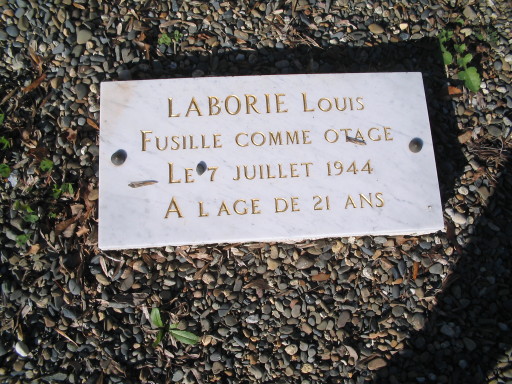 LABORIE LOUIS
FUSILLE COMME OTAGE
LE 7 JUILLET 1944
A L AGE DE 21 ANS